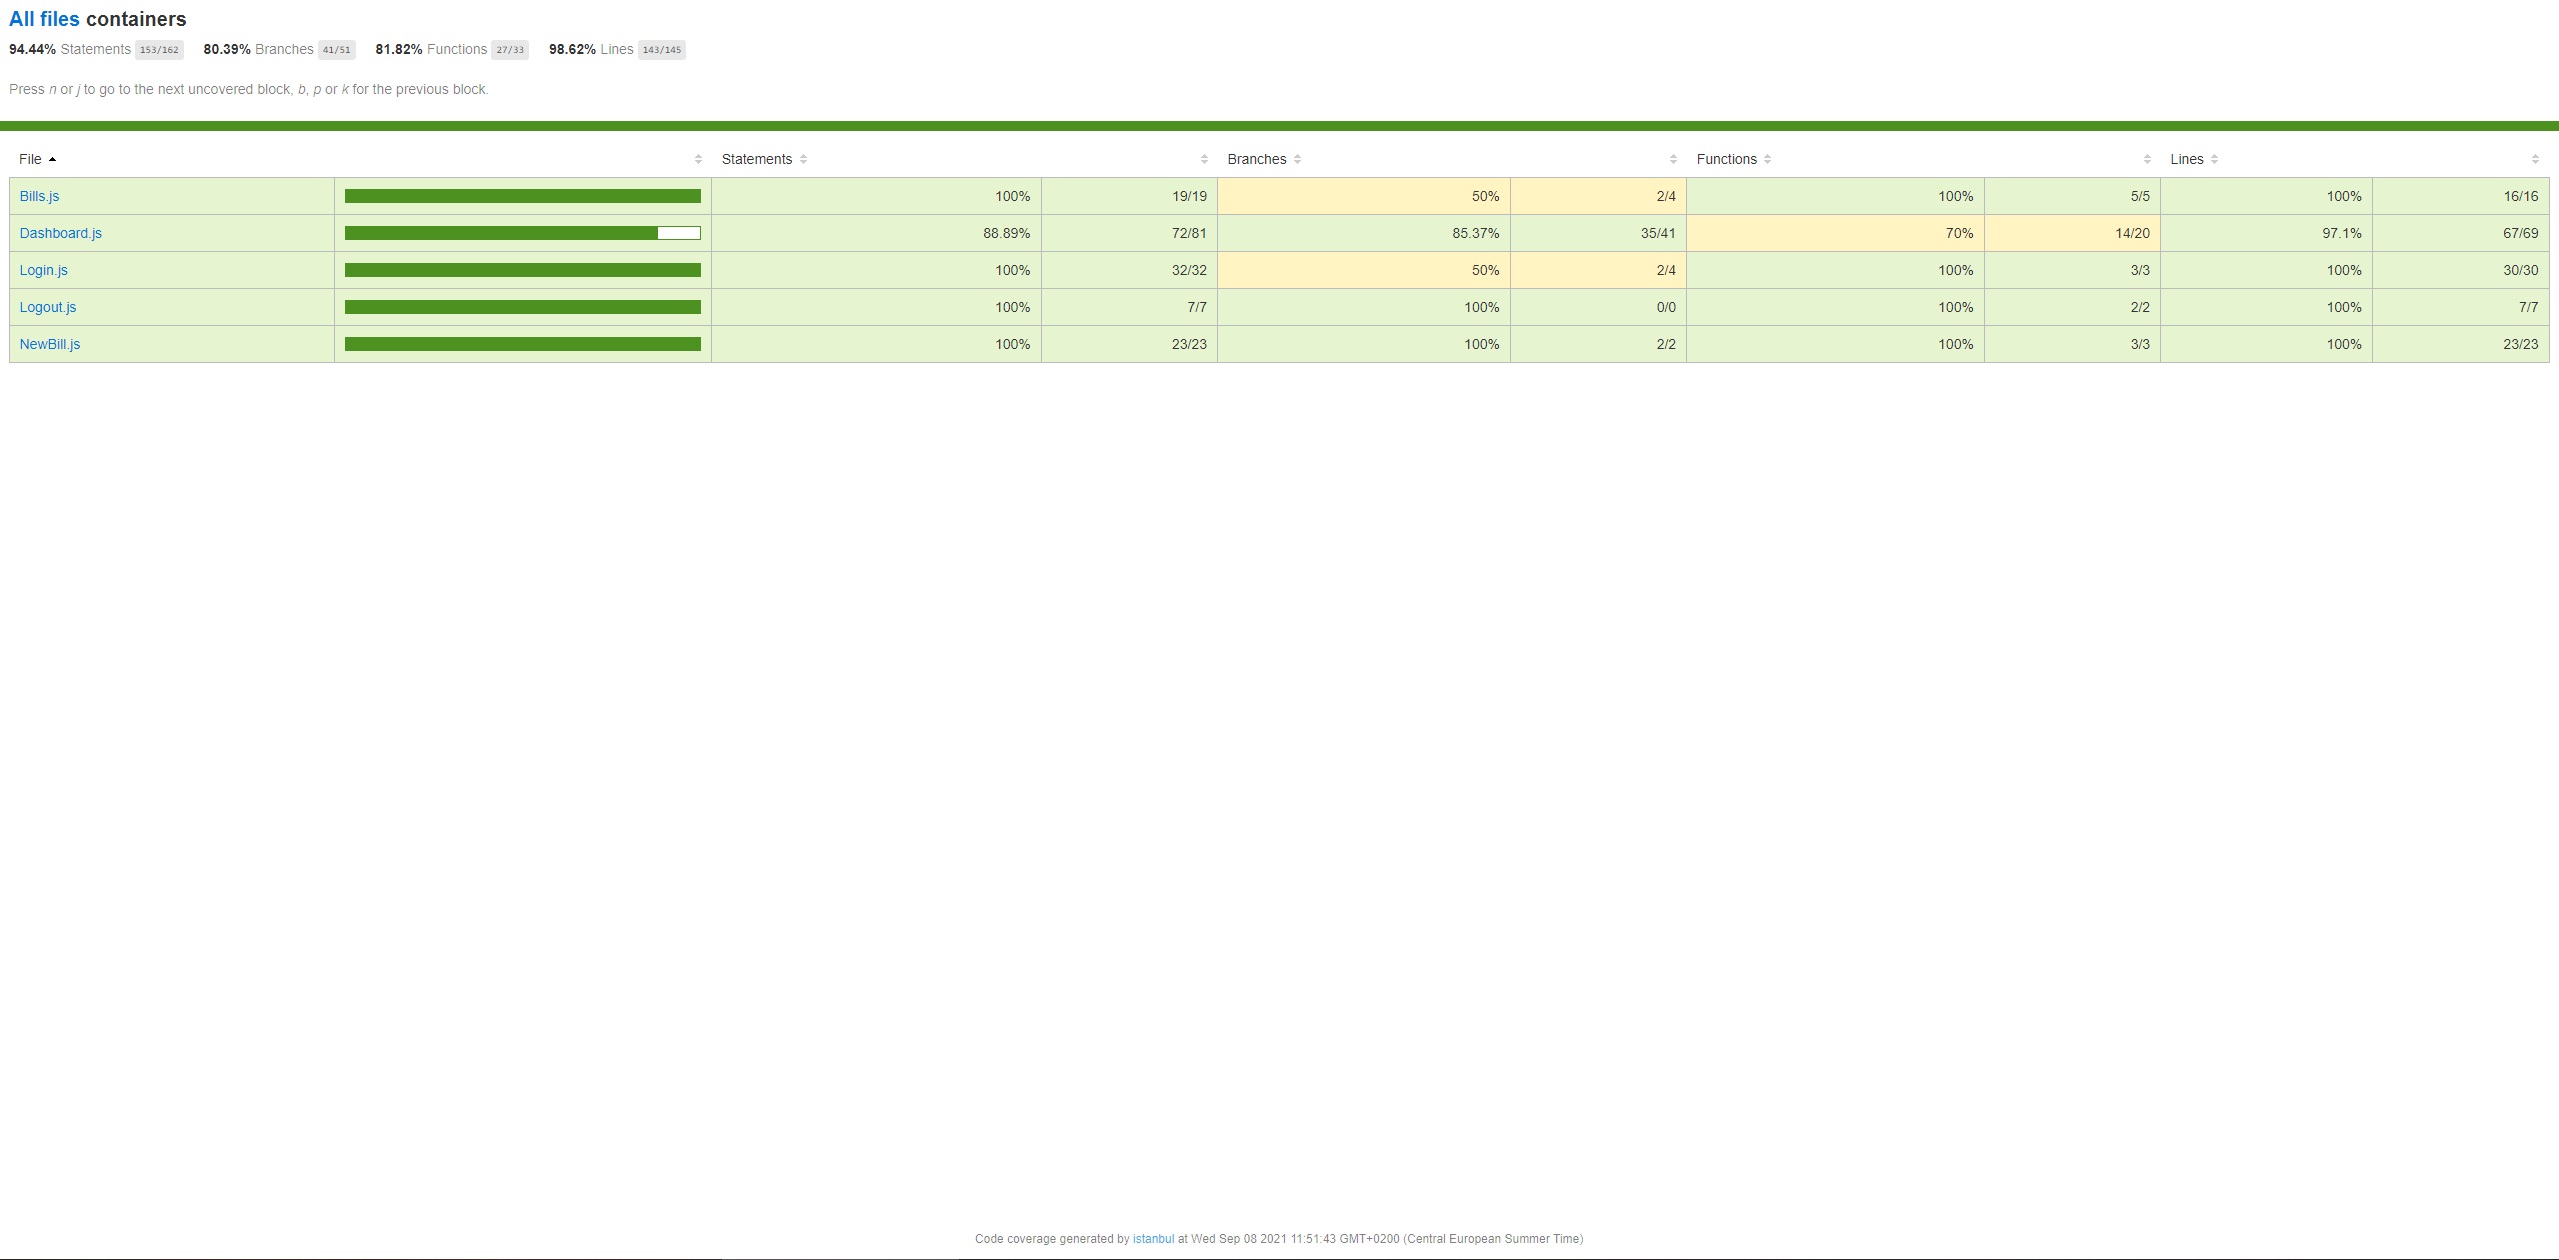 All files containers
94.44% Statements 153/162 80.39% Branches 41/51 81.82% Functions 27/33 98.62% Lines 143/145
Press n or j to go to the next uncovered block, b, p or k for the previous block.
File Statements Branches Functions Lines
Bills.js 100% 19/19 50% 2/4 100% 5/5 100% 16/16
Dashboard.js 88.89% 72/81 85.37% 35/41 70% 14/20 97.1% 67/69
Login.js 100% 32/32 50% 2/4 100% 3/3 100% 30/30
Logout.js 100% 7/7 100% 0/0 100% 2/2 100% 7/7
NewBill.js 100% 23/23 100% 2/2 100% 3/3 100% 23/23
Code coverage generated by istanbul at Wed Sep 08 2021 11:51:43 GMT+0200 (Central European Summer Time)